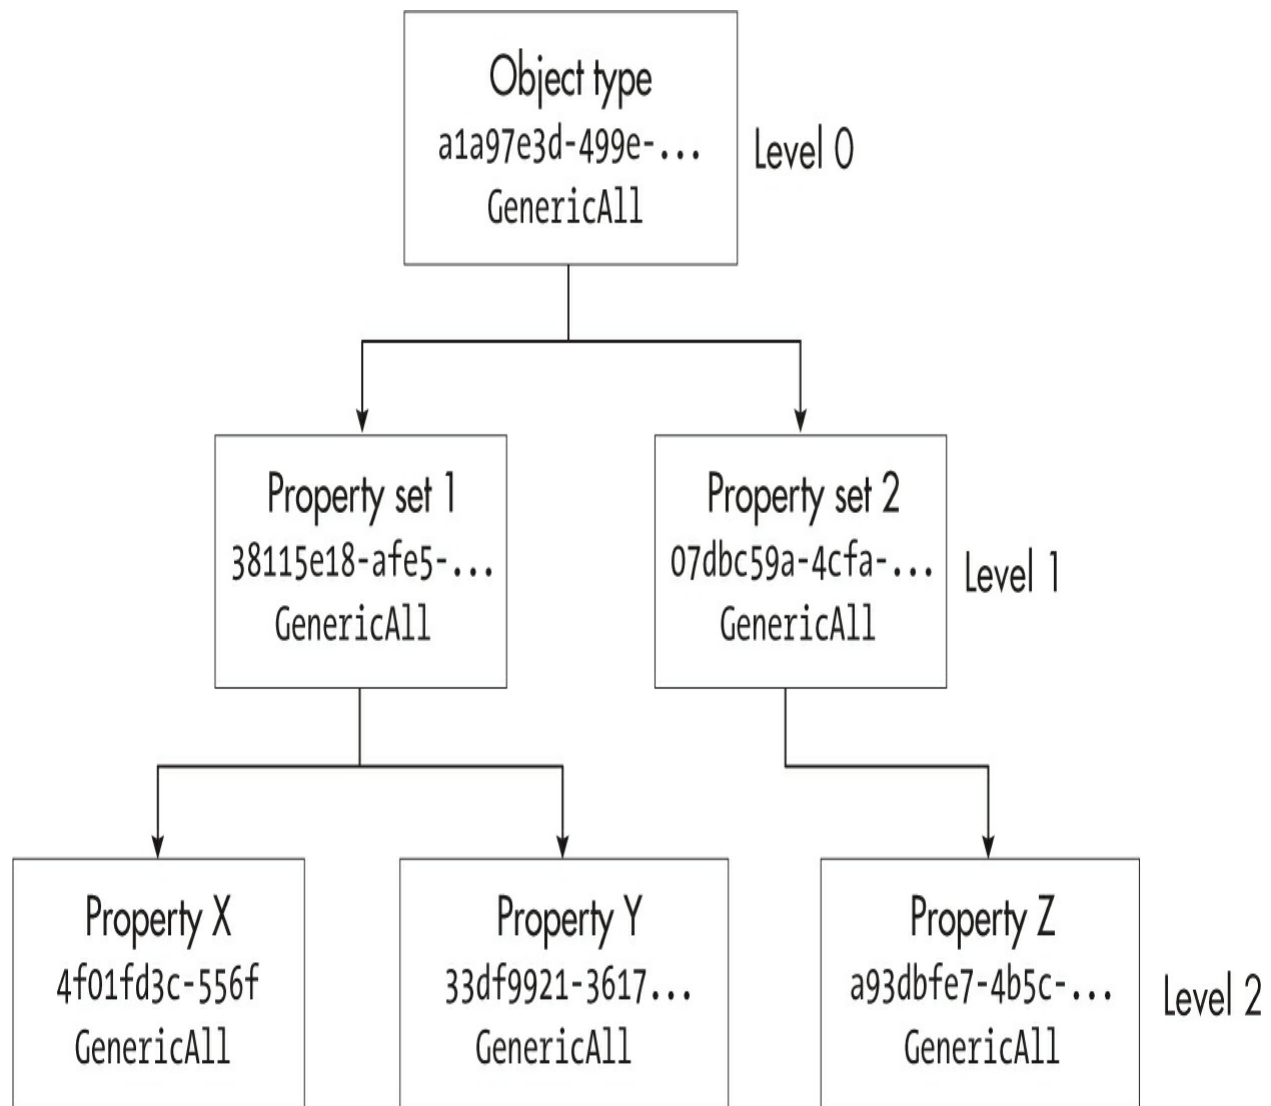 Object type
a1a97e3d-499e-...
GenericAll
Level 0
Property set 1
38115e18-afe5-...
GenericAll
Property set 2
07dbc59a-4cfa-...
GenericAll
Level 1
Property X
4f01fd3c-556f
GenericAll
Property Y
33df9921-3617...
GenericAll
Property Z
a93dbfe7-4b5c-...
GenericAll
Level 2